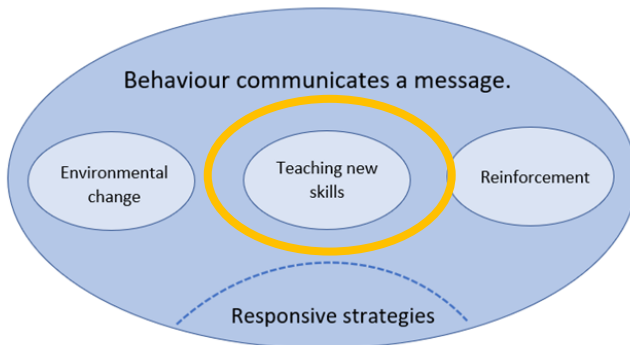 Behaviour communicates a message.
Environmental
change
Teaching new
skills
Reinforcement
Responsive strategies